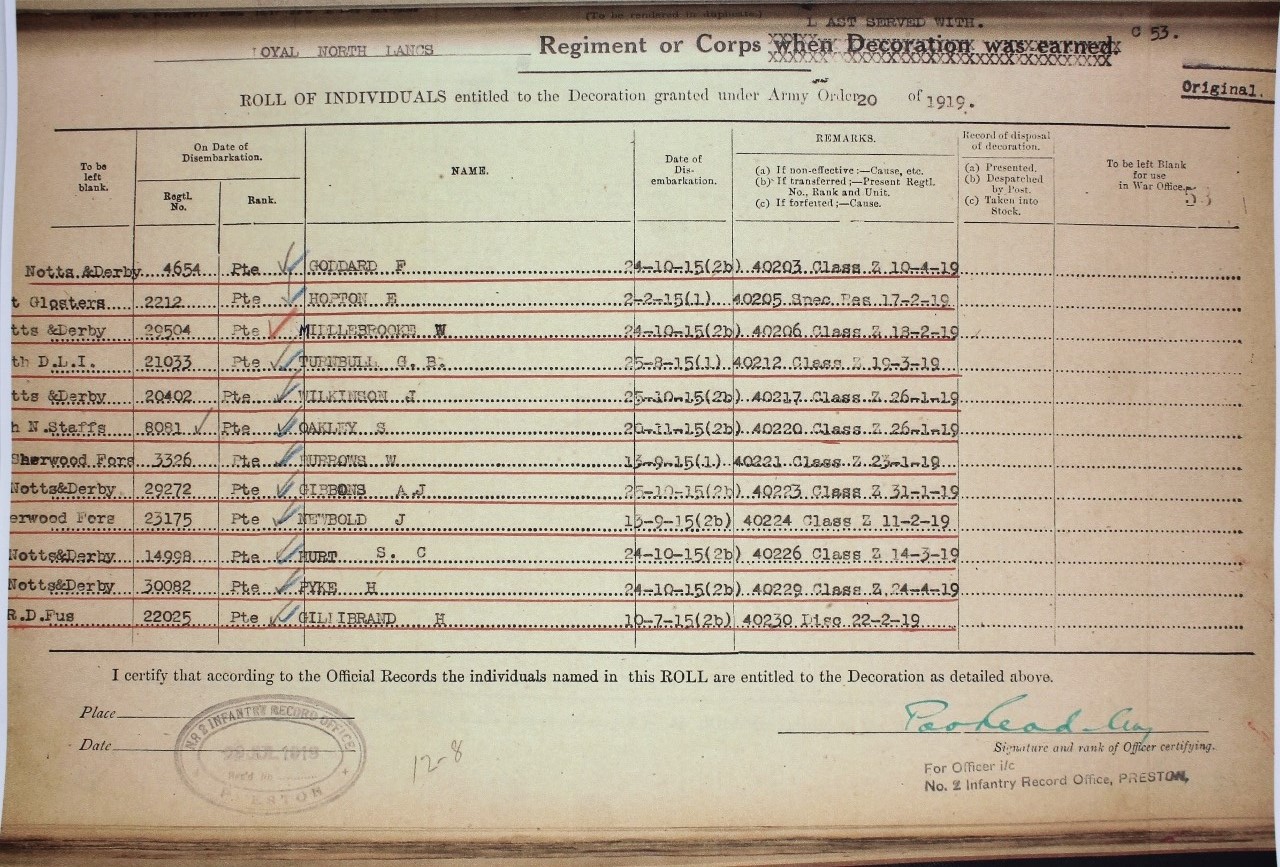 (To be rendered in duplicate.)
L AST SERVED WITH.
LOYAL NORTH LANCS Regiment or Corps when Decoration was earned. C 53.
Original.
ROLL OF INDIVIDUALS entitled to the Decoration granted under Army Order 20 of 1919.
To be left blank.
On Date of Disembarkation.
Regtl. No.
Rank.
NAME.
Date of Dis-embarkation.
REMARKS.
(a) If non-effective :—Cause, etc.
(b) If transferred ;—Present Regtl. No., Rank and Unit.
(c) If forfeited ;—Cause.
Record of disposal of decoration.
(a) Presented.
(b) Despatched by Post.
(c) Taken into Stock.
To be left Blank for use in War Office.
53
Notts.&Derby 4654 Pte GODDARD F 24-10-15(2b) 40203 Class Z 10-4-19
t Glosters 2212 Pte HOPTON E 2-2-15(1) 40205 Spec Res 17-2-19
tts &Derby 29504 Pte MILLEBROOKE W 24-10-15(2b) 40206 Class Z 18-2-19
th D.L.I. 21033 Pte TURNBULL G. B. 25-8-15(1) 40212 Class Z 19-3-19
tts &Derby 20402 Pte WILKINSON J 25-10-15(2b) 40217 Class Z 26-1-19
h N.Staffs 8081 Pte OAKLEY S 20-11-15(2b) 40220 Class Z 26-1-19
Sherwood Fors 3326 Pte BURROWS W 13-9-15(1) 40221 Class Z 23-1-19
Notts&Derby 29272 Pte GIBBONS A J 25-10-15(2b) 40223 Class Z 31-1-19
erwood Fors 23175 Pte NEWBOLD J 13-9-15(2b) 40224 Class Z 11-2-19
Notts&Derby 14998 Pte HURT S. C 24-10-15(2b) 40226 Class Z 14-3-19
Notts&Derby 30082 Pte PYKE H 24-10-15(2b) 40229 Class Z 24-4-19
R.D.Fus 22025 Pte GILLIBRAND H 10-7-15(2b) 40230 Disc 22-2-19
I certify that according to the Official Records the individuals named in this ROLL are entitled to the Decoration as detailed above.
Place
Date
INFANTRY RECORD OFFICE
PRESTON
12-8
Signature and rank of Officer certifying.
For Officer i/c
No. 2 Infantry Record Office, PRESTON,